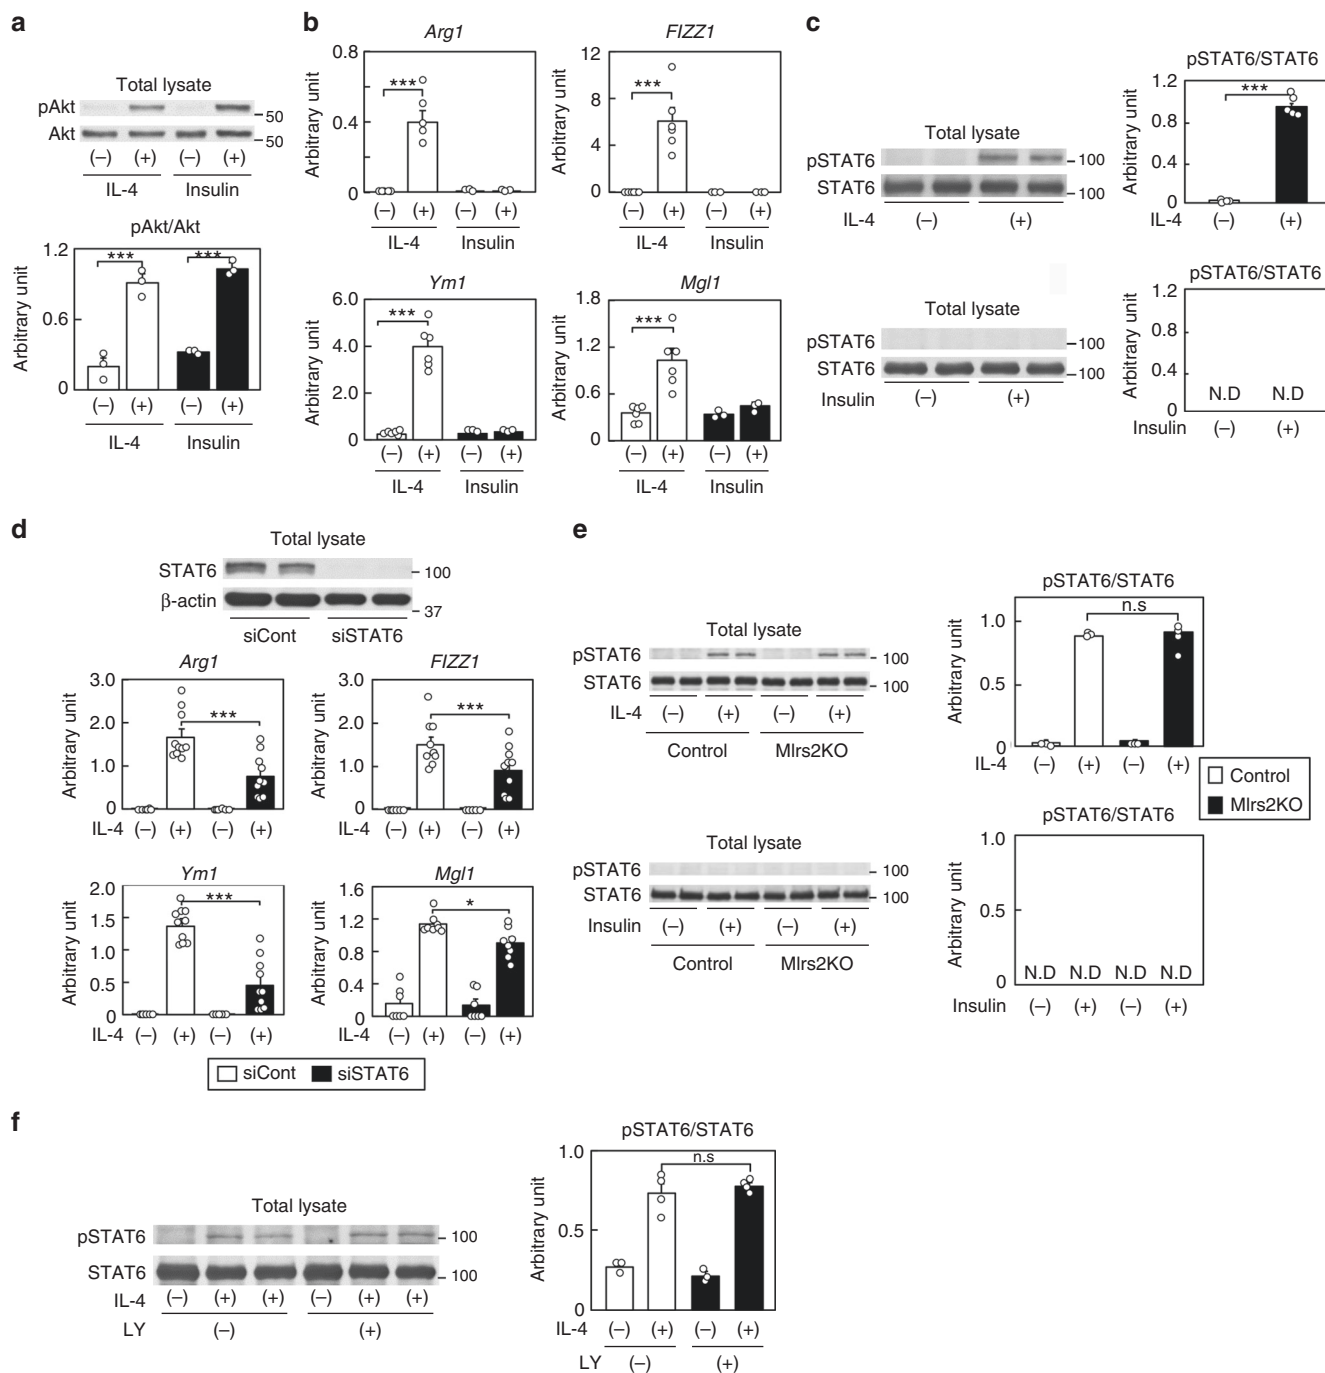 a
Total lysate
pAkt
50
Akt
50
(–) (+) (–) (+)
IL-4 Insulin
pAkt/Akt
Arbitrary unit
1.2
***
***
0.6
0
(–) (+) (–) (+)
IL-4 Insulin
b
Arg1
Arbitrary unit
0.8
***
0.4
0
(–) (+) (–) (+)
IL-4 Insulin
FIZZ1
Arbitrary unit
12
***
8
4
0
(–) (+) (–) (+)
IL-4 Insulin
Ym1
Arbitrary unit
6.0
***
4.0
2.0
0
(–) (+) (–) (+)
IL-4 Insulin
Mgl1
Arbitrary unit
1.8
***
1.2
0.6
0
(–) (+) (–) (+)
IL-4 Insulin
c
Total lysate
pSTAT6
100
STAT6
100
IL-4 (–) (+)
pSTAT6/STAT6
Arbitrary unit
1.2
***
0.8
0.4
0
IL-4 (–) (+)
Total lysate
pSTAT6
100
STAT6
100
Insulin (–) (+)
pSTAT6/STAT6
Arbitrary unit
1.2
0.8
0.4
N.D N.D
0
Insulin (–) (+)
d
Total lysate
STAT6
100
β-actin
37
siCont siSTAT6
Arg1
Arbitrary unit
3.0
2.0
***
1.0
0
IL-4 (–) (+) (–) (+)
FIZZ1
Arbitrary unit
3.0
***
2.0
1.0
0
(–) (+) (–) (+)
Ym1
Arbitrary unit
2.0
***
1.5
1.0
0.5
0
IL-4 (–) (+) (–) (+)
Mgl1
Arbitrary unit
1.6
*
1.2
0.8
0.4
0
IL-4 (–) (+) (–) (+)
siCont siSTAT6
e
Total lysate
pSTAT6
100
STAT6
100
IL-4 (–) (+) (–) (+)
Control MIrs2KO
pSTAT6/STAT6
Arbitrary unit
1.0
n.s
0.5
0
IL-4 (–) (+) (–) (+)
Control
MIrs2KO
Total lysate
pSTAT6
100
STAT6
100
Insulin (–) (+) (–) (+)
Control MIrs2KO
pSTAT6/STAT6
Arbitrary unit
1.0
0.5
N.D N.D N.D N.D
0
Insulin (–) (+) (–) (+)
f
Total lysate
pSTAT6
100
STAT6
100
IL-4 (–) (+) (+) (–) (+) (+)
LY (–) (+)
pSTAT6/STAT6
Arbitrary unit
1.0
n.s
0.5
0
IL-4 (–) (+) (–) (+)
LY (–) (+)